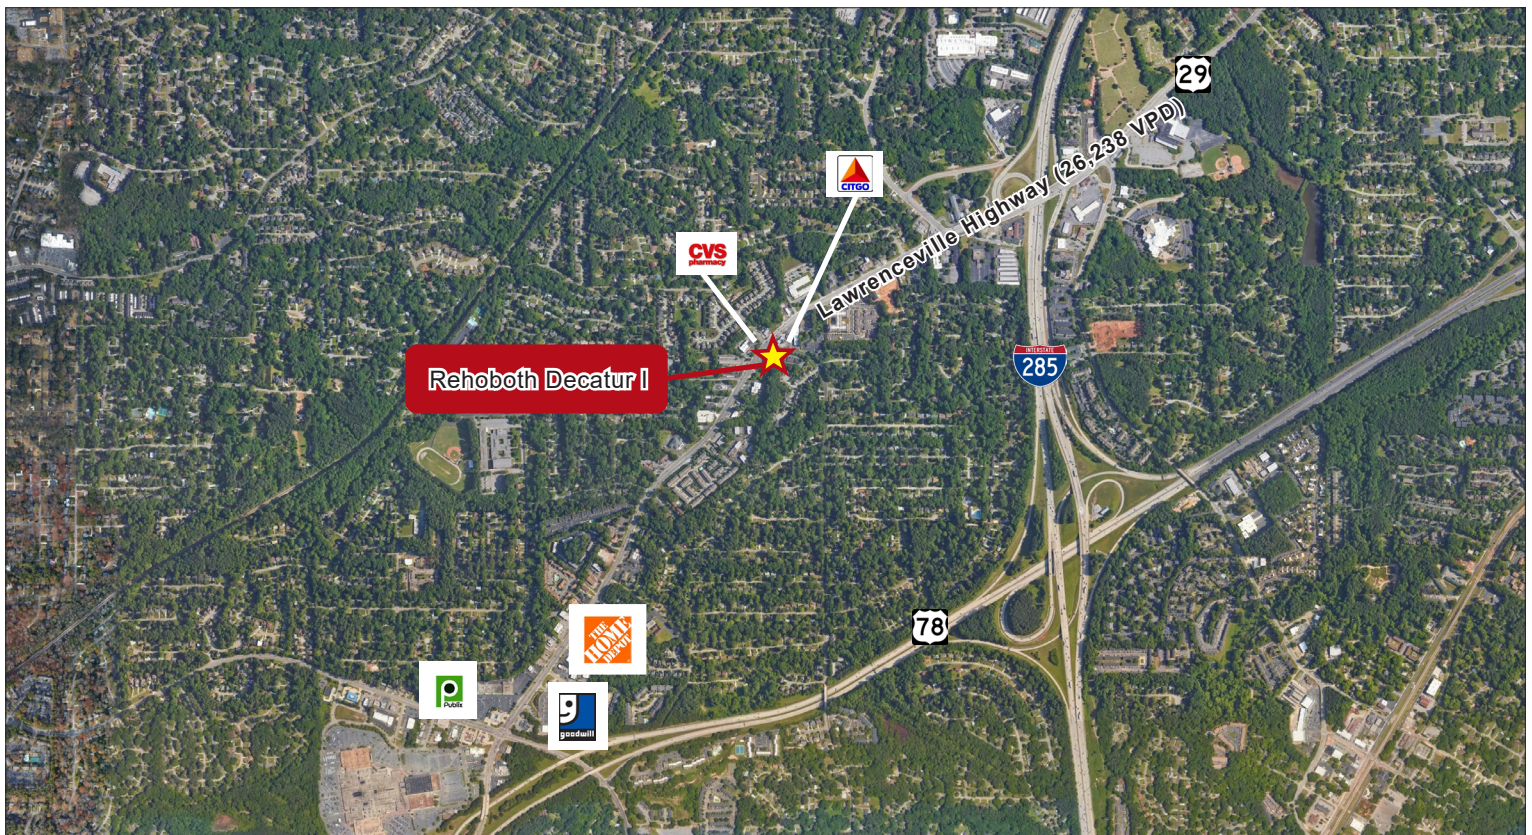 29
Lawrenceville Highway (26,238 VPD)
CITGO
CVS
pharmacy
Rehoboth Decatur I
INTERSTATE
285
78
THE
HOME
DEPOT
p
Publix
g
goodwill